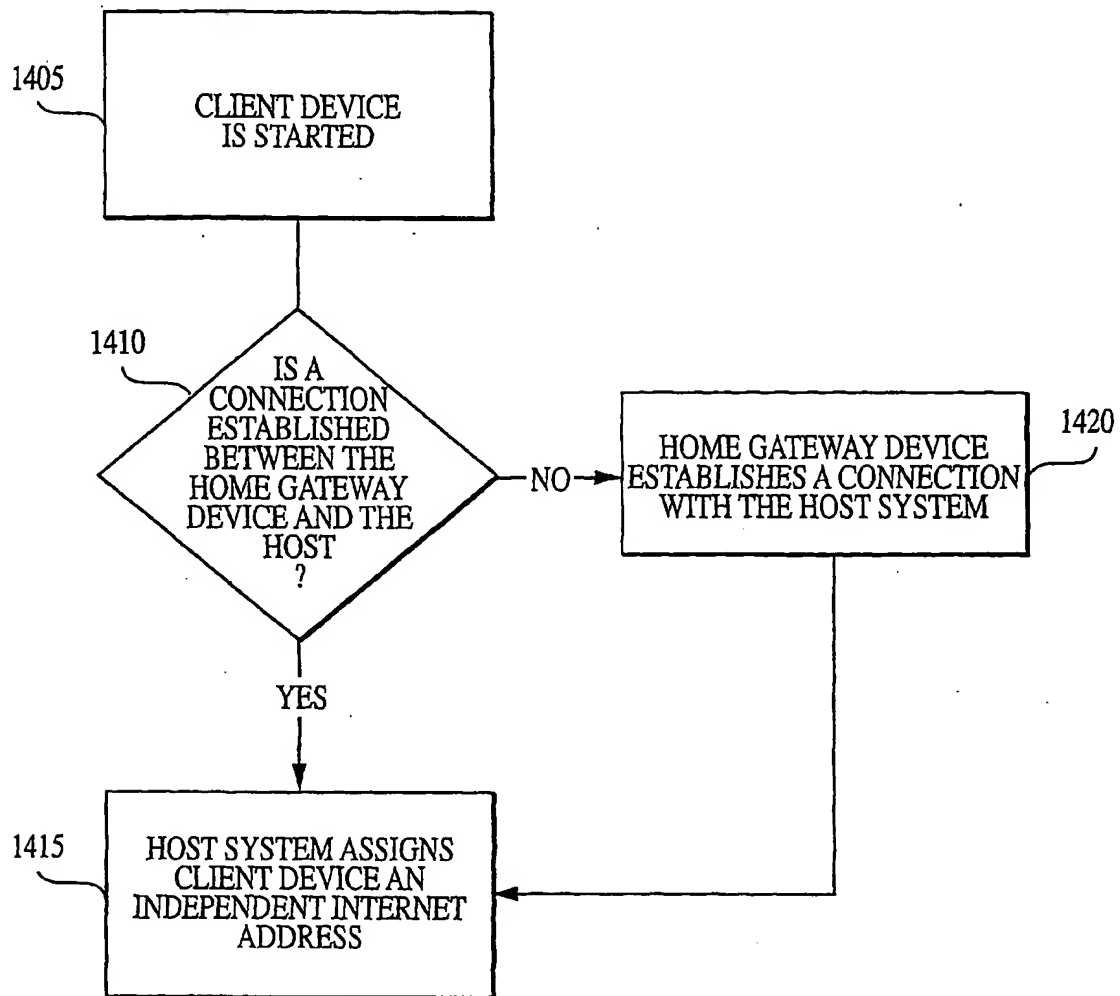 1405
CLIENT DEVICE
IS STARTED
1410
IS A
CONNECTION
ESTABLISHED
BETWEEN THE
HOME GATEWAY
DEVICE AND THE
HOST
?
NO
HOME GATEWAY DEVICE
ESTABLISHES A CONNECTION
WITH THE HOST SYSTEM
1420
YES
1415
HOST SYSTEM ASSIGNS
CLIENT DEVICE AN
INDEPENDENT INTERNET
ADDRESS